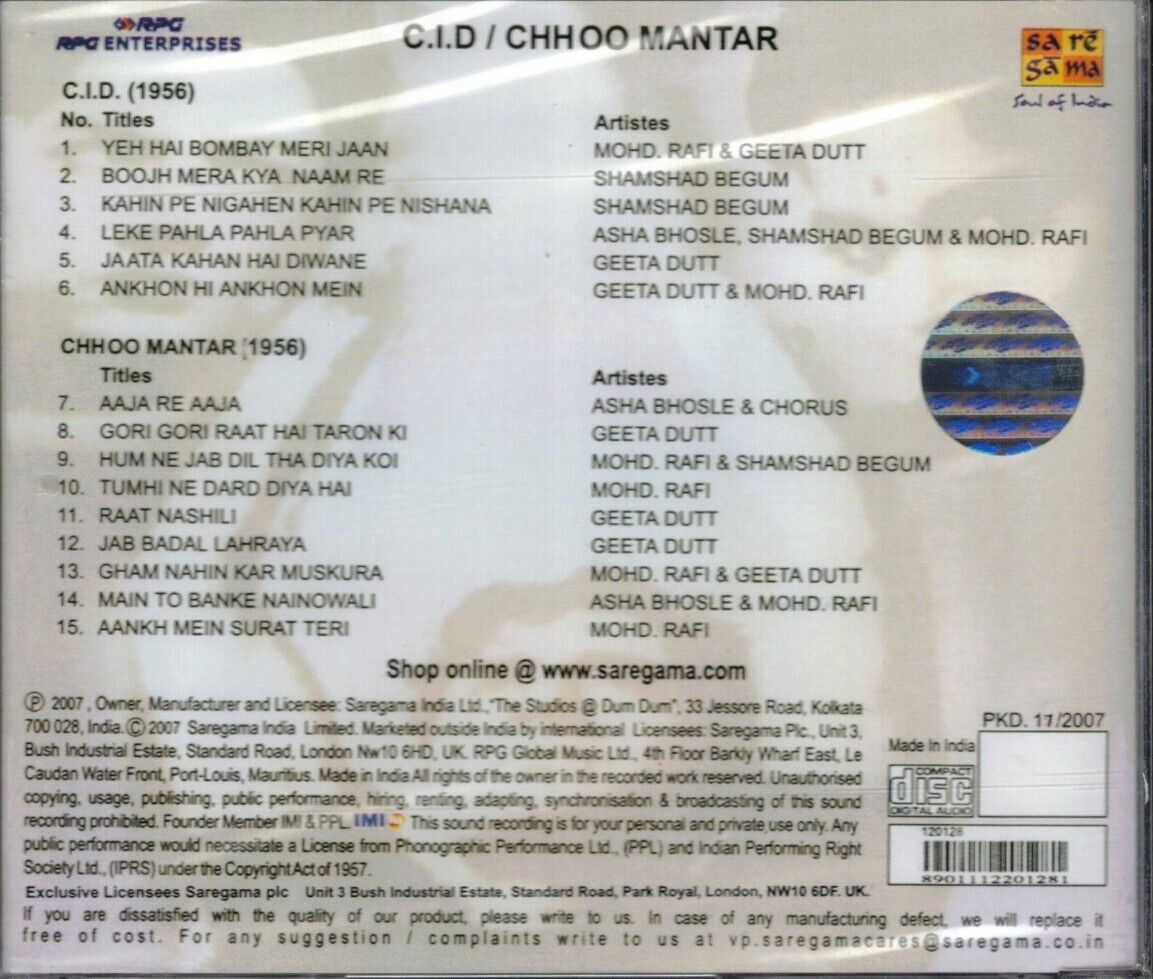 RPG
RPG ENTERPRISES
C.I.D / CHHOO MANTAR
sa rē
gā ma
Soul of India
C.I.D. (1956)
No. Titles Artistes
1. YEH HAI BOMBAY MERI JAAN MOHD. RAFI & GEETA DUTT
2. BOOJH MERA KYA NAAM RE SHAMSHAD BEGUM
3. KAHIN PE NIGAHEN KAHIN PE NISHANA SHAMSHAD BEGUM
4. LEKE PAHLA PAHLA PYAR ASHA BHOSLE, SHAMSHAD BEGUM & MOHD. RAFI
5. JAATA KAHAN HAI DIWANE GEETA DUTT
6. ANKHON HI ANKHON MEIN GEETA DUTT & MOHD. RAFI
CHHOO MANTAR (1956)
Titles Artistes
7. AAJA RE AAJA ASHA BHOSLE & CHORUS
8. GORI GORI RAAT HAI TARON KI GEETA DUTT
9. HUM NE JAB DIL THA DIYA KOI MOHD. RAFI & SHAMSHAD BEGUM
10. TUMHI NE DARD DIYA HAI MOHD. RAFI
11. RAAT NASHILI GEETA DUTT
12. JAB BADAL LAHRAYA GEETA DUTT
13. GHAM NAHIN KAR MUSKURA MOHD. RAFI & GEETA DUTT
14. MAIN TO BANKE NAINOWALI ASHA BHOSLE & MOHD. RAFI
15. AANKH MEIN SURAT TERI MOHD. RAFI
Shop online @ www.saregama.com
Ⓟ 2007 , Owner, Manufacturer and Licensee: Saregama India Ltd.,"The Studios @ Dum Dum", 33 Jessore Road, Kolkata
700 028, India.© 2007 Saregama India Limited. Marketed outside India by international Licensees: Saregama Plc., Unit 3,
Bush Industrial Estate, Standard Road, London Nw10 6HD, UK. RPG Global Music Ltd., 4th Floor Barkly Wharf East, Le
Caudan Water Front, Port-Louis, Mauritius. Made in India All rights of the owner in the recorded work reserved. Unauthorised
copying, usage, publishing, public performance, hiring, renting, adapting, synchronisation & broadcasting of this sound
recording prohibited. Founder Member IMI & PPL. IMI This sound recording is for your personal and private use only. Any
public performance would necessitate a License from Phonographic Performance Ltd., (PPL) and Indian Performing Right
Society Ltd., (IPRS) under the Copyright Act of 1957.
PKD. 11/2007
Made In India
COMPACT
disc
DIGITAL AUDIO
120128
8901112201281
Exclusive Licensees Saregama plc Unit 3 Bush Industrial Estate, Standard Road, Park Royal, London, NW10 6DF. UK.
If you are dissatisfied with the quality of our product, please write to us. In case of any manufacturing defect, we will replace it
free of cost. For any suggestion / complaints write to us at vp.saregamacares@saregama.co.in